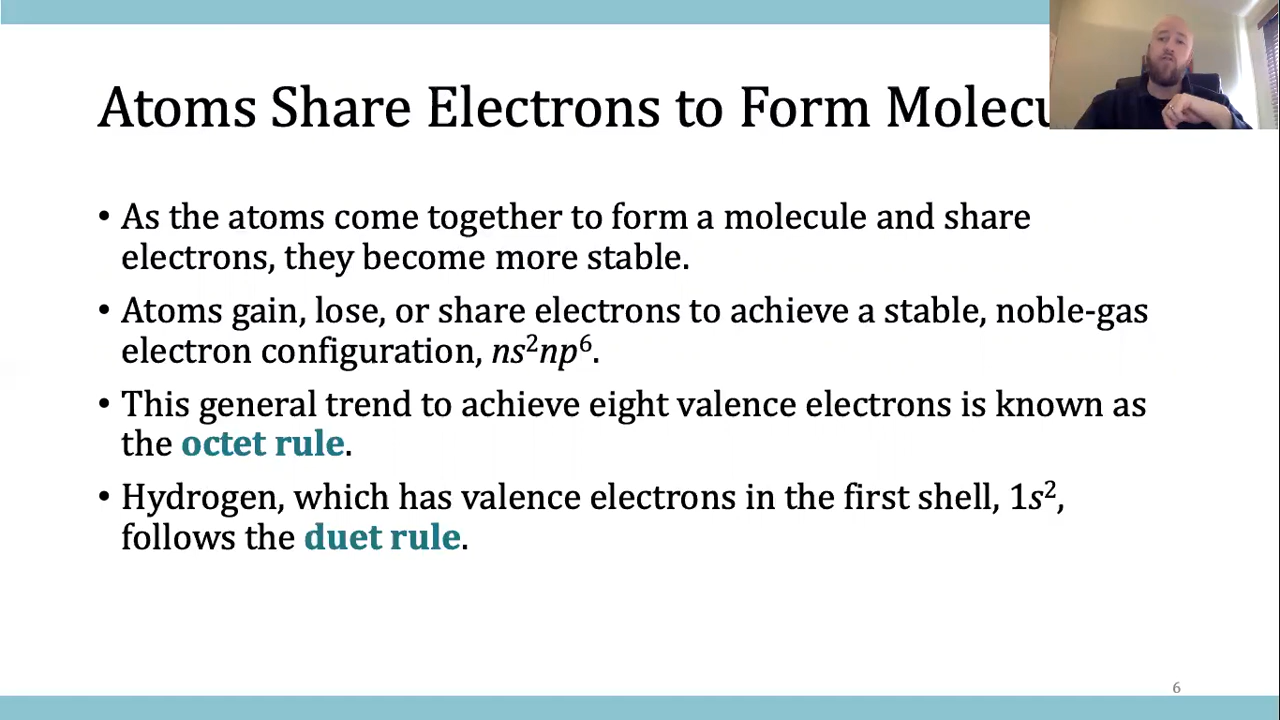 Atoms Share Electrons to Form Molecu
• As the atoms come together to form a molecule and share
electrons, they become more stable.
• Atoms gain, lose, or share electrons to achieve a stable, noble-gas
electron configuration, ns²np⁶.
• This general trend to achieve eight valence electrons is known as
the octet rule.
• Hydrogen, which has valence electrons in the first shell, 1s²,
follows the duet rule.
6